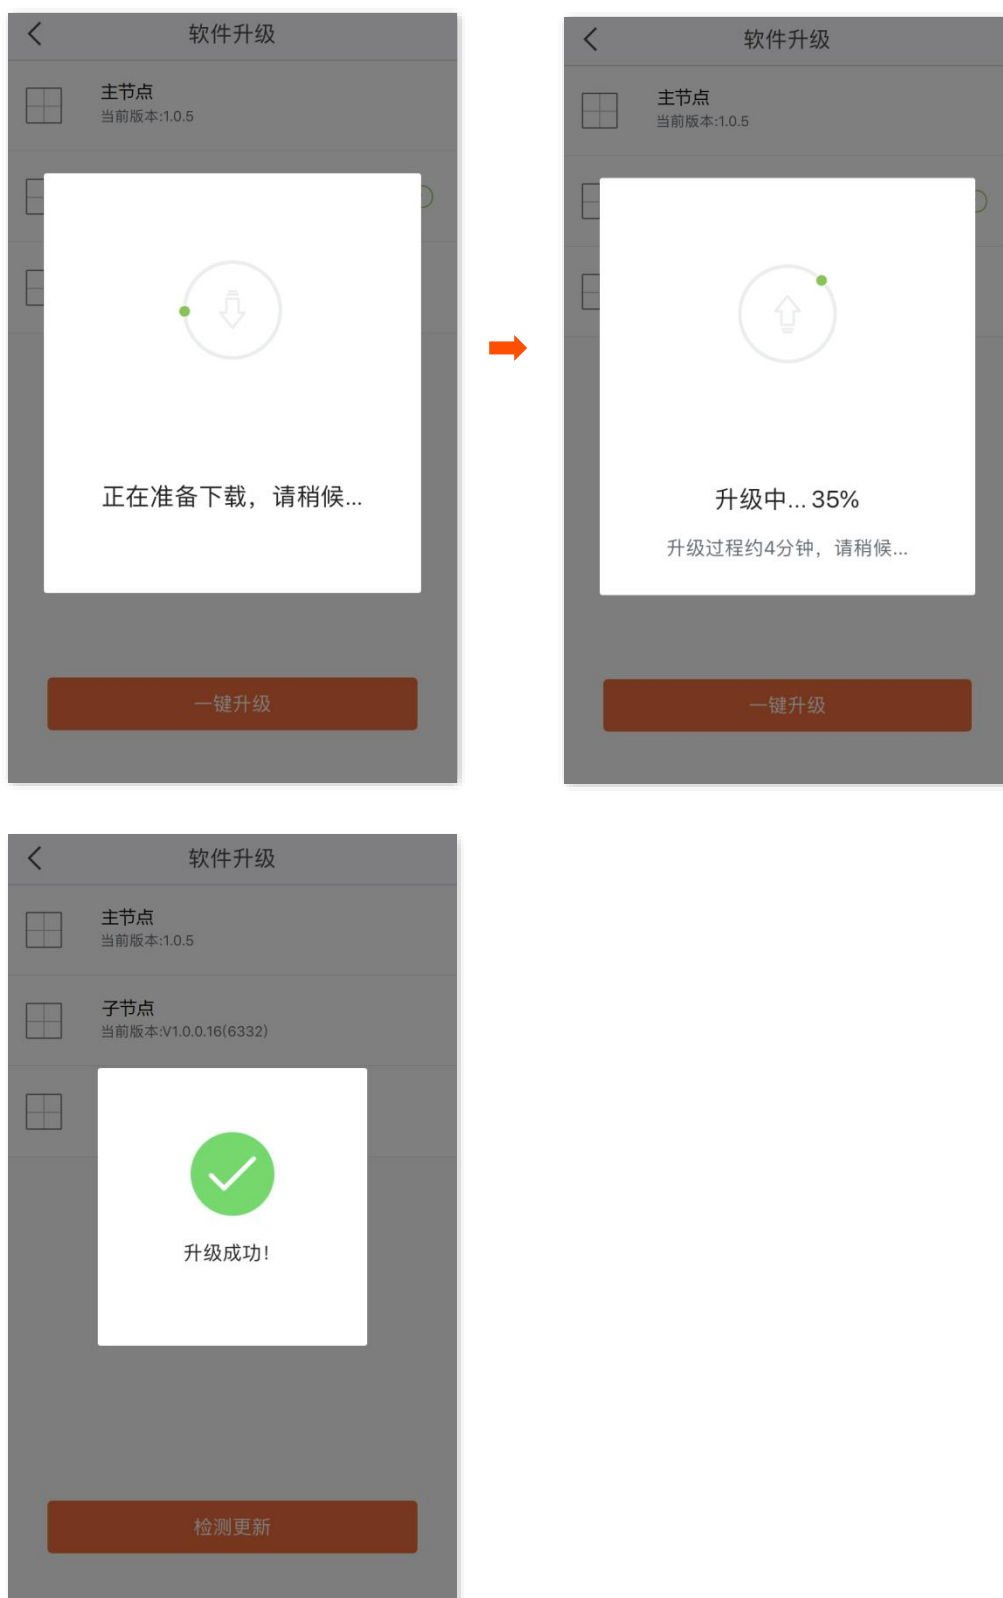 软件升级
主节点
当前版本:1.0.5
正在准备下载，请稍候...
一键升级
软件升级
主节点
当前版本:1.0.5
升级中...35%
升级过程约4分钟，请稍候...
一键升级
软件升级
主节点
当前版本:1.0.5
子节点
当前版本:V1.0.0.16(6332)
升级成功!
检测更新